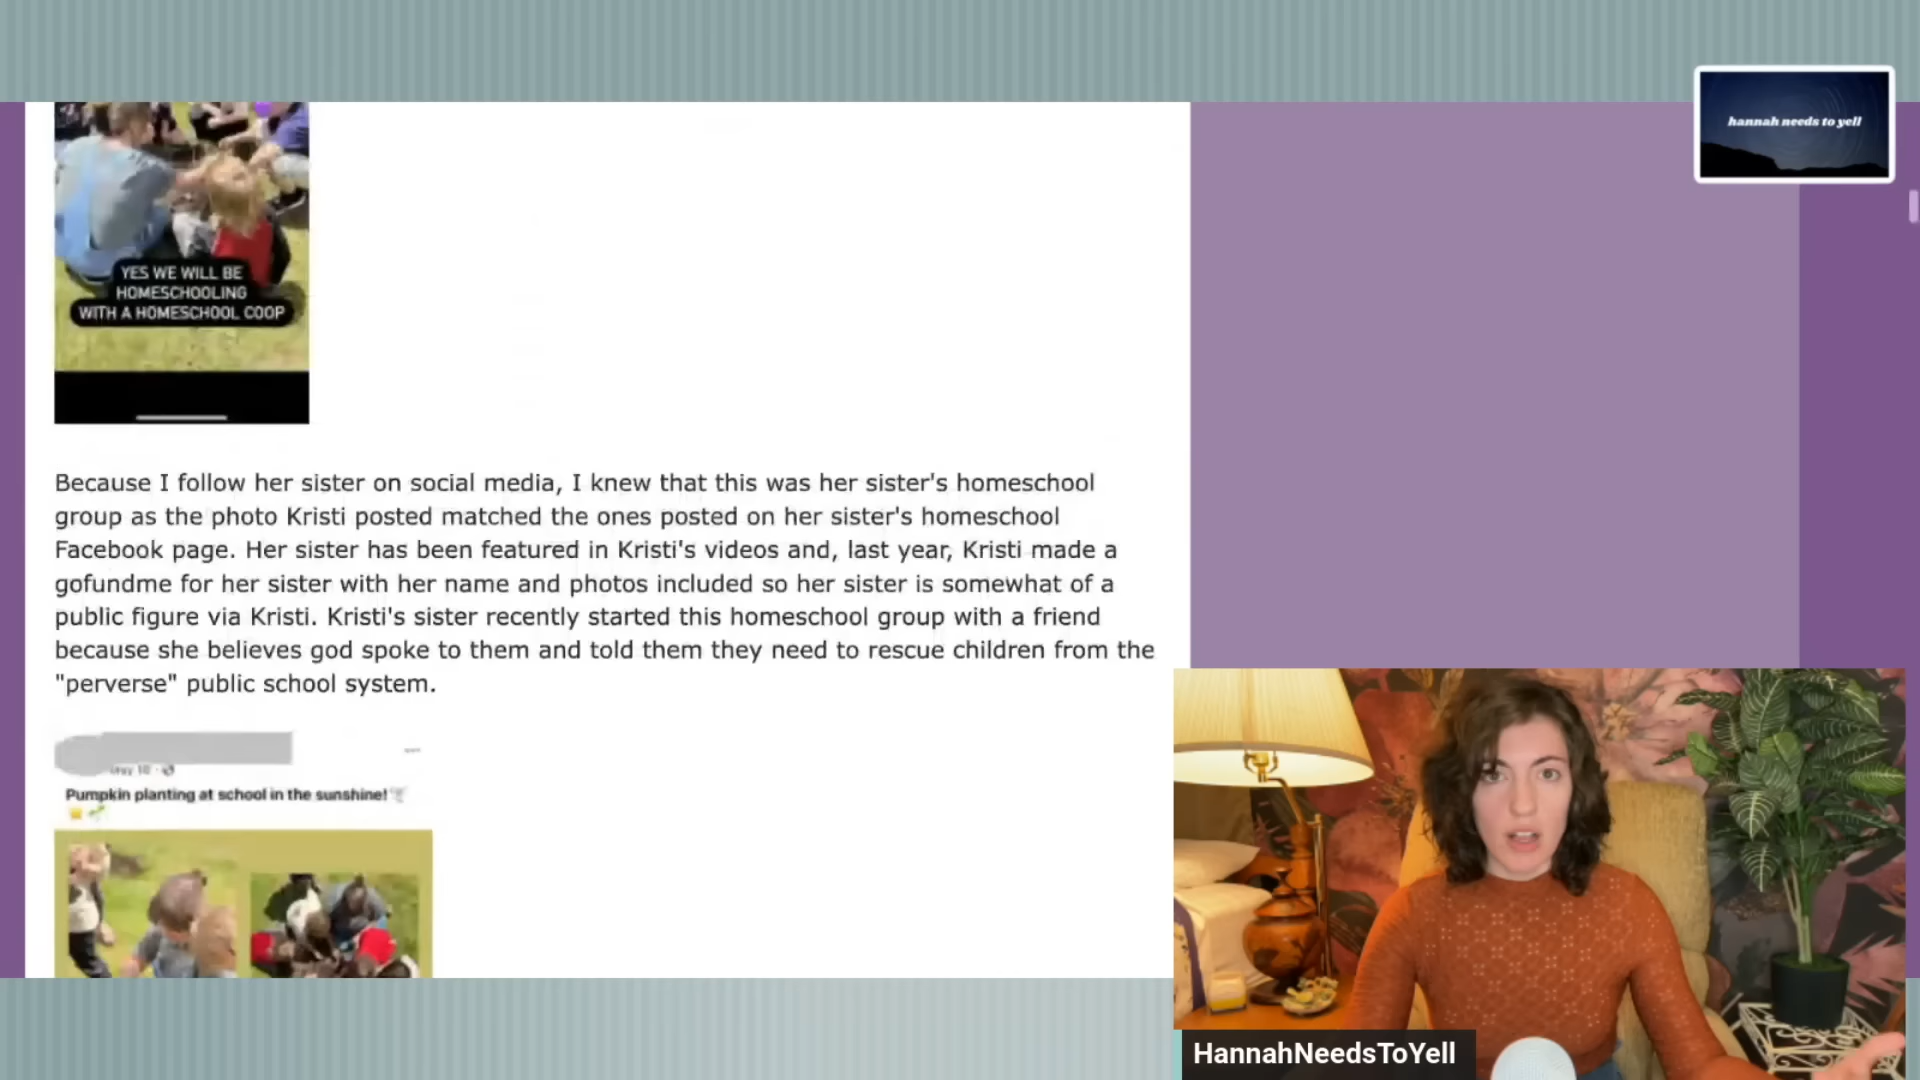 hannah needs to yell
YES WE WILL BE
HOMESCHOOLING
WITH A HOMESCHOOL COOP
Because I follow her sister on social media, I knew that this was her sister's homeschool
group as the photo Kristi posted matched the ones posted on her sister's homeschool
Facebook page. Her sister has been featured in Kristi's videos and, last year, Kristi made a
gofundme for her sister with her name and photos included so her sister is somewhat of a
public figure via Kristi. Kristi's sister recently started this homeschool group with a friend
because she believes god spoke to them and told them they need to rescue children from the
"perverse" public school system.
May 10
Pumpkin planting at school in the sunshine!
HannahNeedsToYell